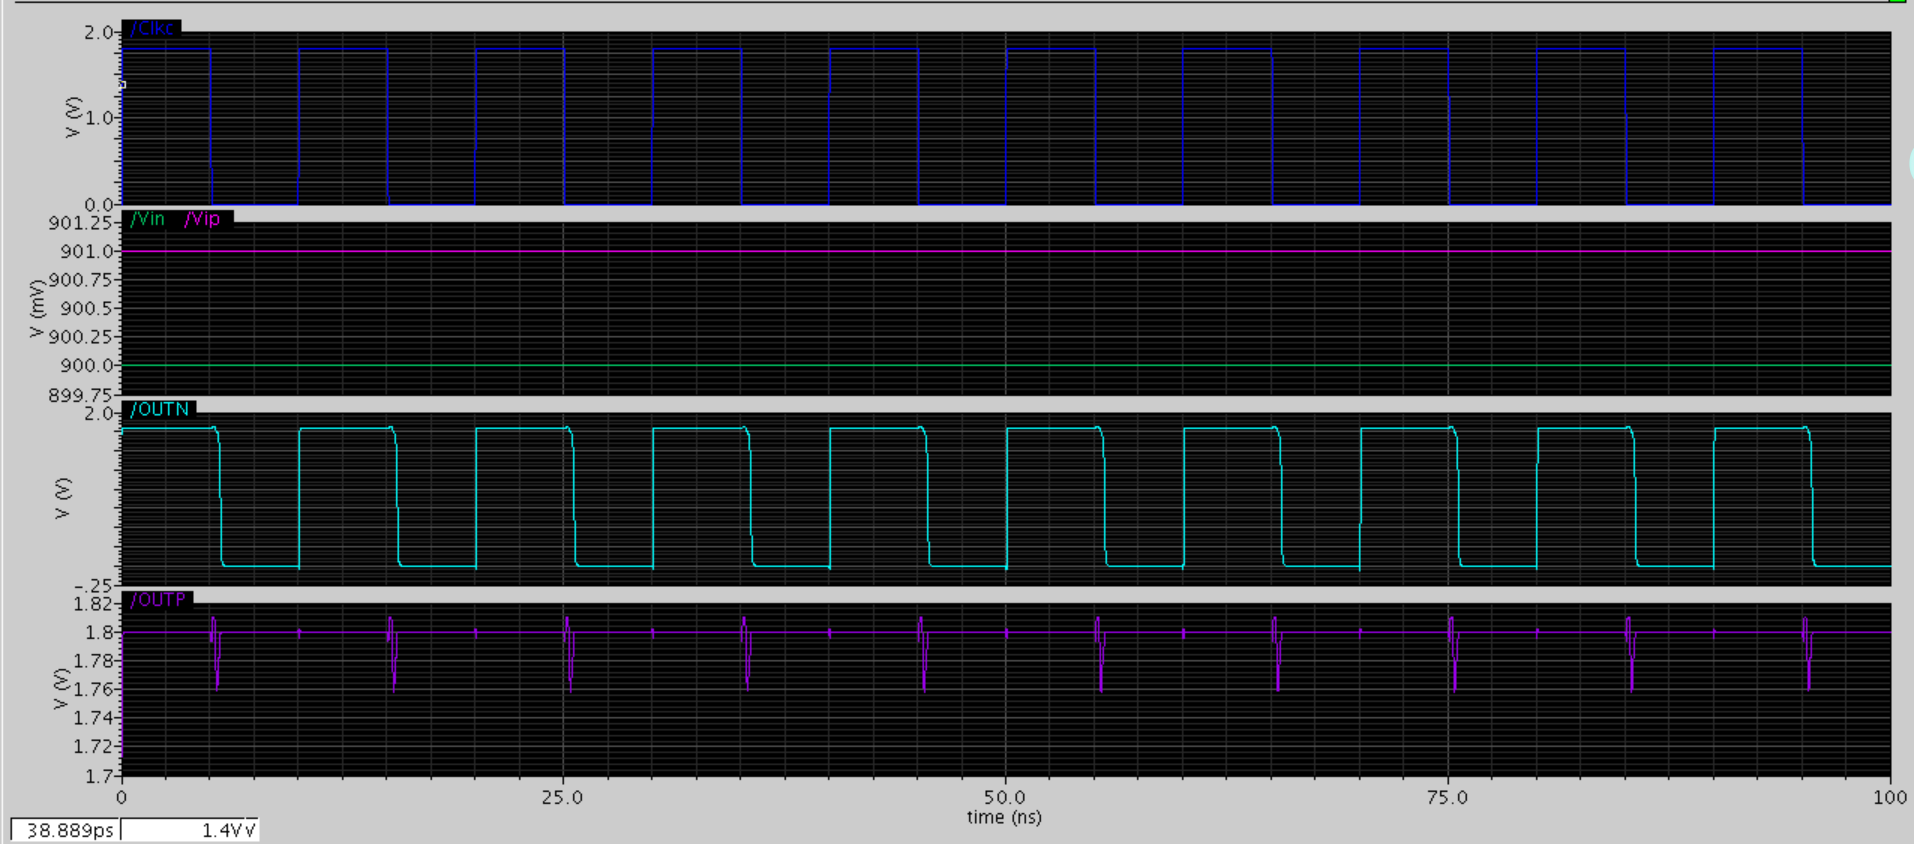 /Clkc
2.0
1.0
0.0
V (V)
/Vin /Vip
901.25
901.0
900.75
900.5
900.25
900.0
899.75
V (mV)
/OUTN
2.0
-.25
V (V)
/OUTP
1.82
1.8
1.78
1.76
1.74
1.72
1.7
V (V)
0 25.0 50.0 75.0 100
time (ns)
38.889ps 1.4VV